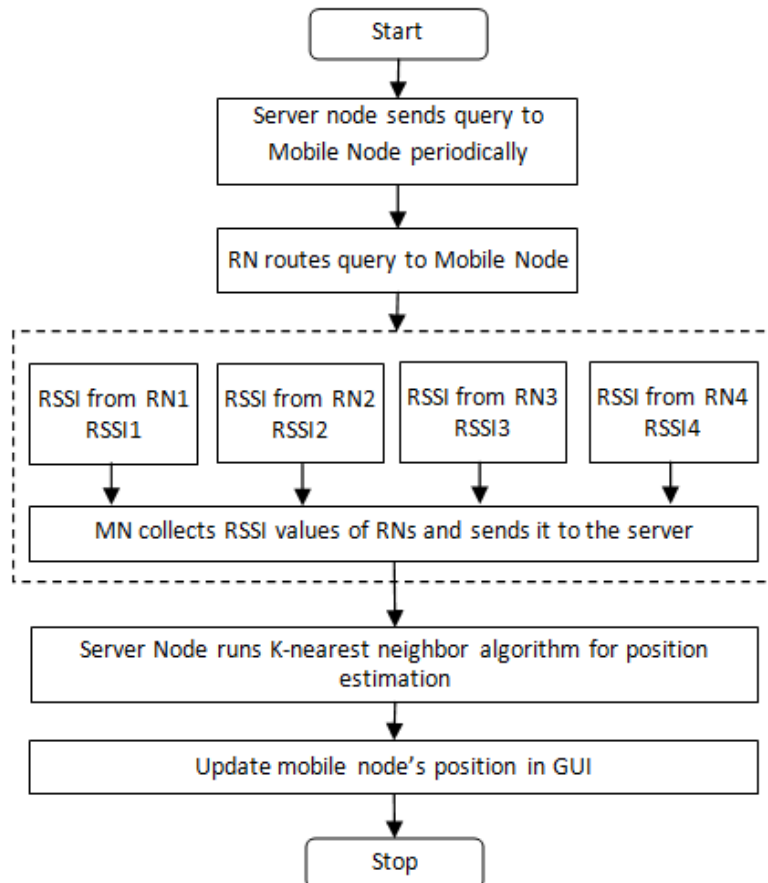 Start
Server node sends query to
Mobile Node periodically
RN routes query to Mobile Node
RSSI from RN1
RSSI1
RSSI from RN2
RSSI2
RSSI from RN3
RSSI3
RSSI from RN4
RSSI4
MN collects RSSI values of RNs and sends it to the server
Server Node runs K-nearest neighbor algorithm for position
estimation
Update mobile node’s position in GUI
Stop